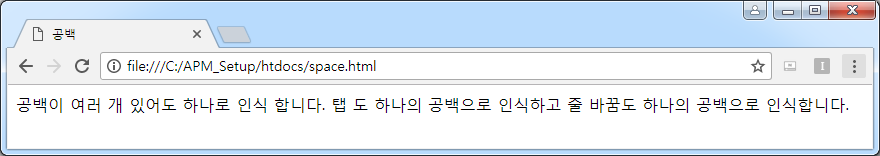 공백
file:///C:/APM_Setup/htdocs/space.html
공백이 여러 개 있어도 하나로 인식 합니다. 탭 도 하나의 공백으로 인식하고 줄 바꿈도 하나의 공백으로 인식합니다.